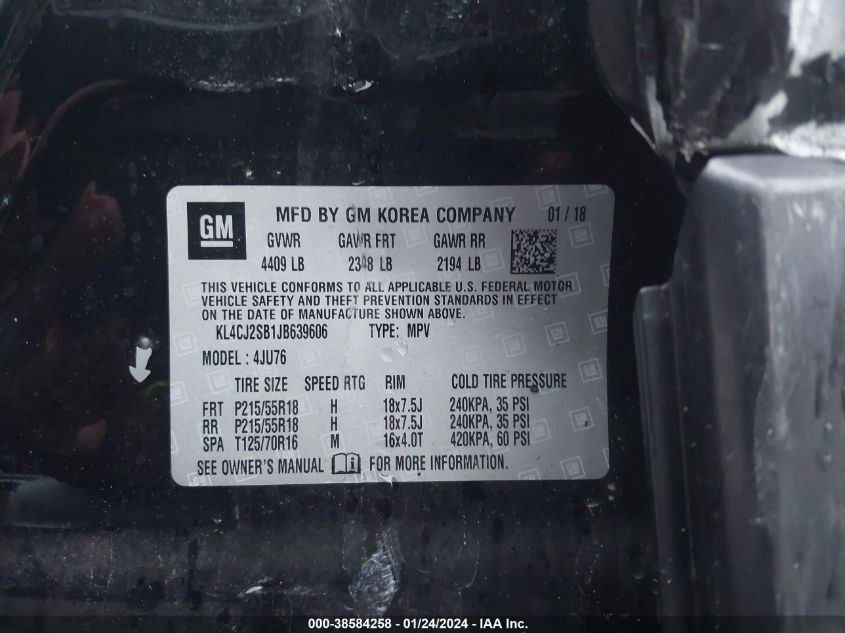 GM
MFD BY GM KOREA COMPANY 01 / 18
GVWR GAWR FRT GAWR RR
4409 LB 2348 LB 2194 LB
THIS VEHICLE CONFORMS TO ALL APPLICABLE U.S. FEDERAL MOTOR
VEHICLE SAFETY AND THEFT PREVENTION STANDARDS IN EFFECT
ON THE DATE OF MANUFACTURE SHOWN ABOVE.
KL4CJ2SB1JB639606 TYPE: MPV
MODEL : 4JU76
TIRE SIZE SPEED RTG RIM COLD TIRE PRESSURE
FRT P215/55R18 H 18x7.5J 240KPA, 35 PSI
RR P215/55R18 H 18x7.5J 240KPA, 35 PSI
SPA T125/70R16 M 16x4.0T 420KPA, 60 PSI
SEE OWNER'S MANUAL FOR MORE INFORMATION.
000-38584258 - 01/24/2024 - IAA Inc.